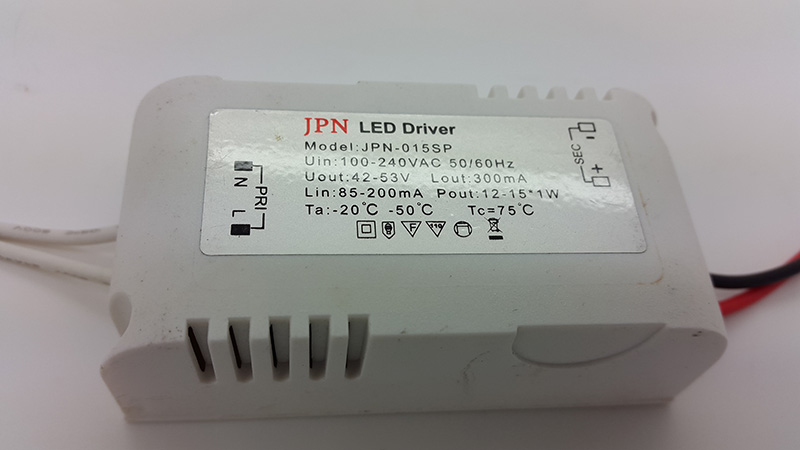 JPN LED Driver
Model:JPN-015SP
Uin:100-240VAC 50/60Hz
Uout:42-53V Lout:300mA
Lin:85-200mA Pout:12-15*1W
Ta:-20°C -50°C Tc=75°C
F 110
N
L
PRI
SEC
-
+